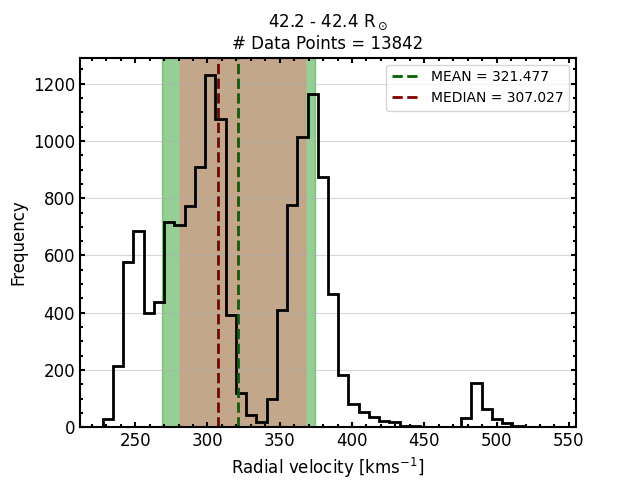 42.2 - 42.4 R⊙
# Data Points = 13842
MEAN = 321.477
MEDIAN = 307.027
1200
1000
800
600
400
200
0
Frequency
250 300 350 400 450 500 550
Radial velocity [kms⁻¹]